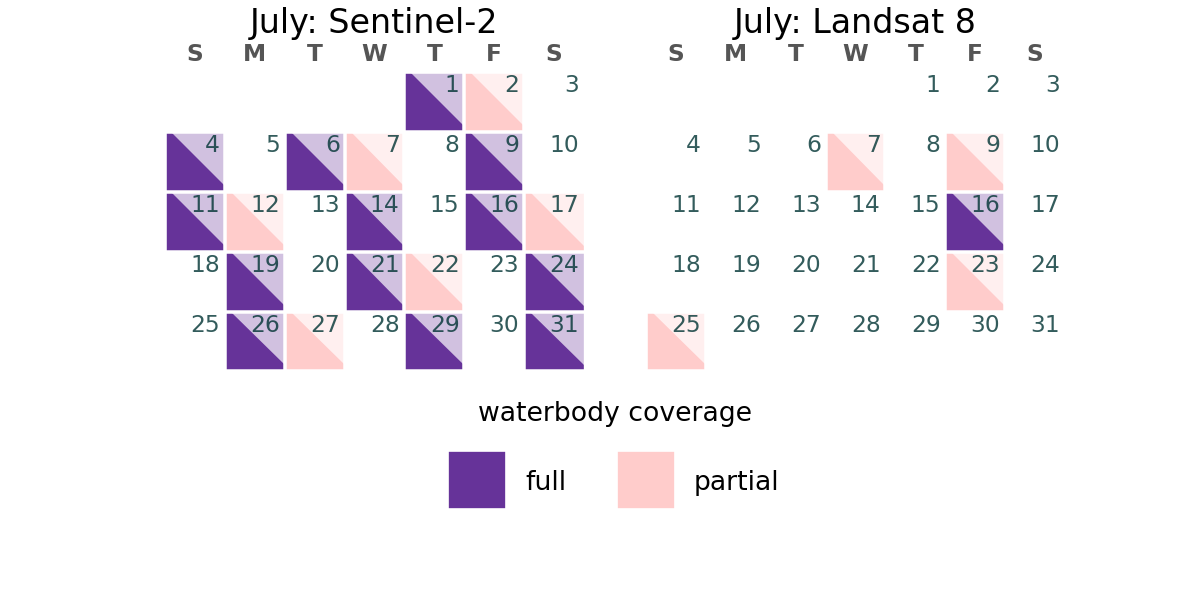 July: Sentinel-2
S M T W T F S
1 2 3
4 5 6 7 8 9 10
11 12 13 14 15 16 17
18 19 20 21 22 23 24
25 26 27 28 29 30 31
July: Landsat 8
S M T W T F S
1 2 3
4 5 6 7 8 9 10
11 12 13 14 15 16 17
18 19 20 21 22 23 24
25 26 27 28 29 30 31
waterbody coverage
full
partial